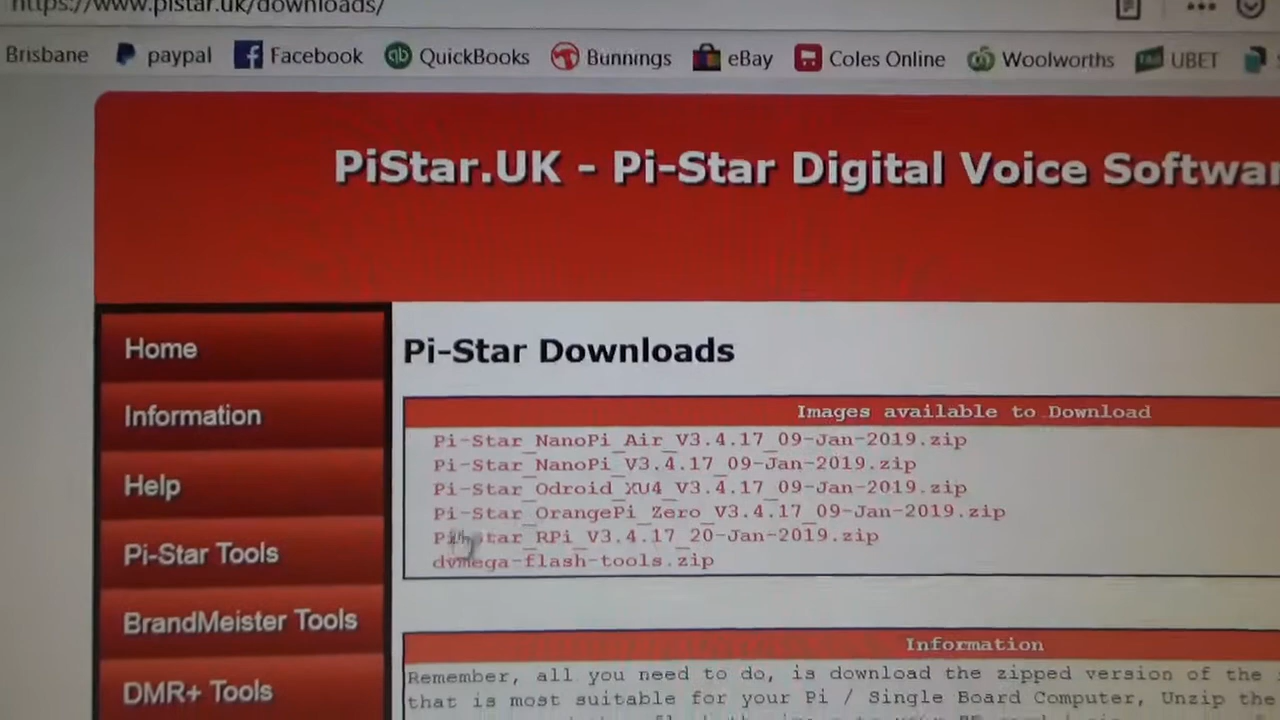 https://www.pistar.uk/downloads/
Brisbane paypal Facebook QuickBooks Bunnings eBay Coles Online Woolworths UBET
PiStar.UK - Pi-Star Digital Voice Softwar
Home
Information
Help
Pi-Star Tools
BrandMeister Tools
DMR+ Tools
Pi-Star Downloads
Images available to Download
Pi-Star_NanoPi_Air_V3.4.17_09-Jan-2019.zip
Pi-Star_NanoPi_V3.4.17_09-Jan-2019.zip
Pi-Star_Odroid_XU4_V3.4.17_09-Jan-2019.zip
Pi-Star_OrangePi_Zero_V3.4.17_09-Jan-2019.zip
Pi-Star_RPi_V3.4.17_20-Jan-2019.zip
dvmega-flash-tools.zip
Information
Remember, all you need to do, is download the zipped version of the
that is most suitable for your Pi / Single Board Computer, Unzip the